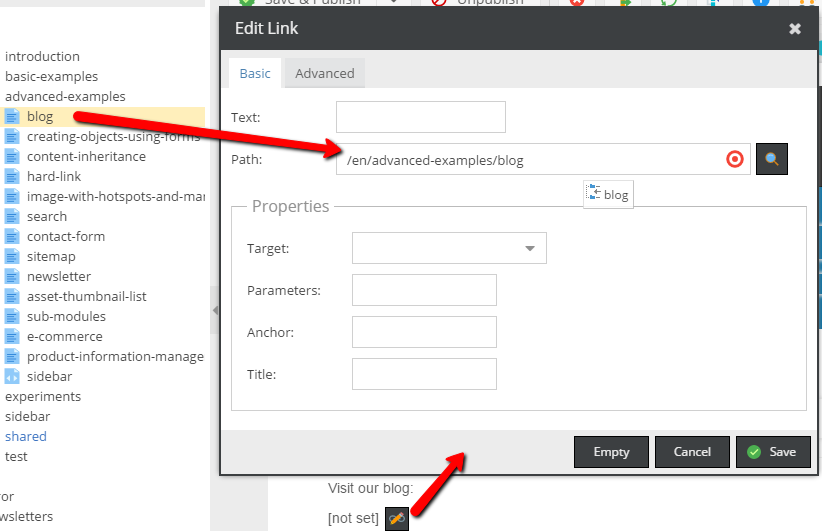 Save & Publish
Unpublish
introduction
basic-examples
advanced-examples
blog
creating-objects-using-forms
content-inheritance
hard-link
image-with-hotspots-and-mar
search
contact-form
sitemap
newsletter
asset-thumbnail-list
sub-modules
e-commerce
product-information-manage
sidebar
experiments
sidebar
shared
test
ror
wsletters
Edit Link
Basic
Advanced
Text:
Path:
/en/advanced-examples/blog
blog
Properties
Target:
Parameters:
Anchor:
Title:
Empty
Cancel
Save
Visit our blog:
[not set]